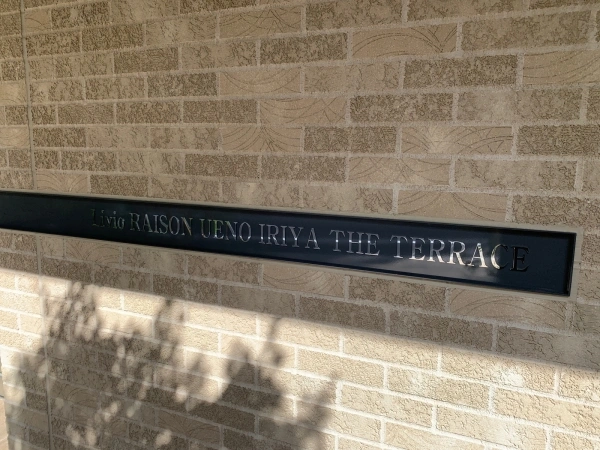 Livio RAISON UENO IRIYA THE TERRACE